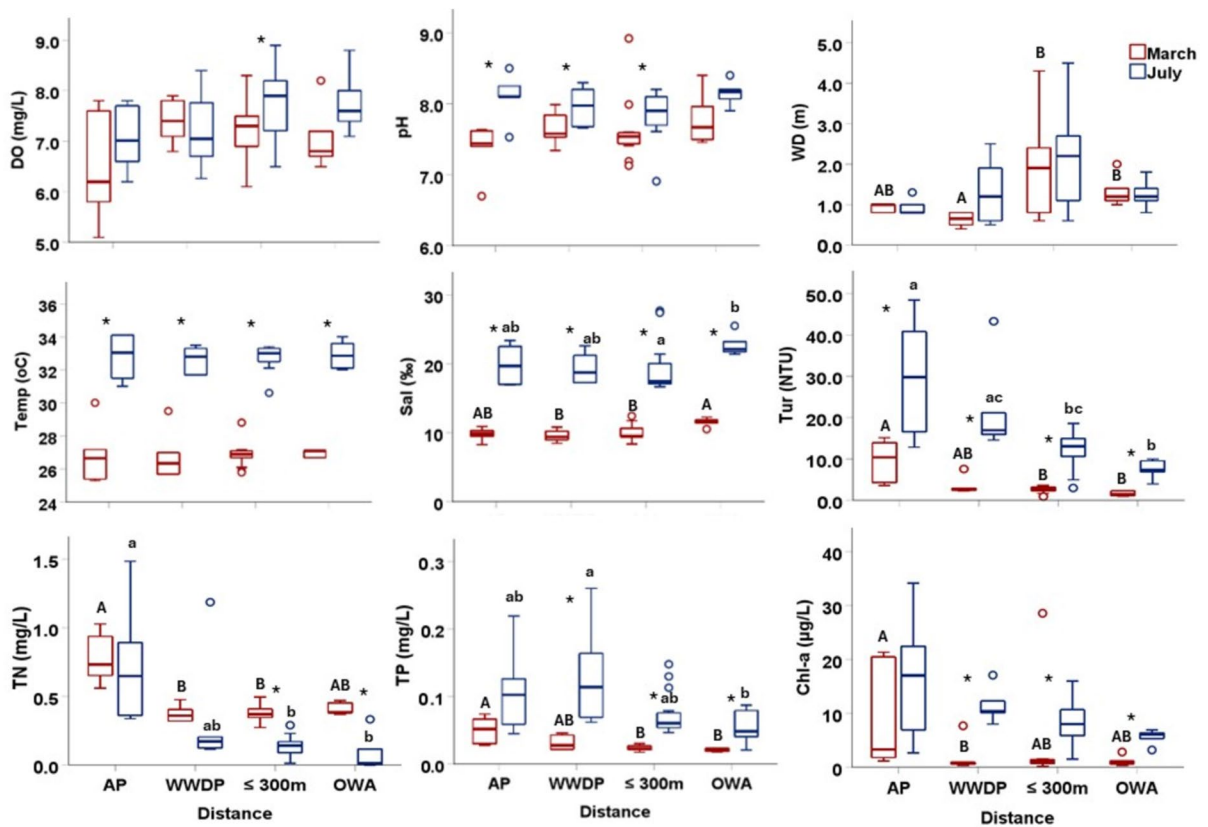 DO (mg/L)
9.0
8.0
7.0
6.0
5.0
*
pH
9.0
8.0
7.0
6.0
* * *
WD (m)
5.0
4.0
3.0
2.0
1.0
0.0
AB A B B
March
July
Temp (oC)
36
34
32
28
26
24
* * * *
Sal (‰)
30
20
10
0
* ab * ab * a * b
AB B B A
Tur (NTU)
50.0
40.0
30.0
20.0
10.0
0.0
* a * ac * bc * b
A AB B B
TN (mg/L)
1.5
1.0
0.5
0.0
a ab * b * b
A B B AB
AP WWDP ≤ 300m OWA
Distance
TP (mg/L)
0.3
0.2
0.1
0.0
ab * a * ab * b
A AB B B
AP WWDP ≤ 300m OWA
Distance
Chl-a (µg/L)
40
30
20
10
0
* * *
A B AB AB
AP WWDP ≤ 300m OWA
Distance